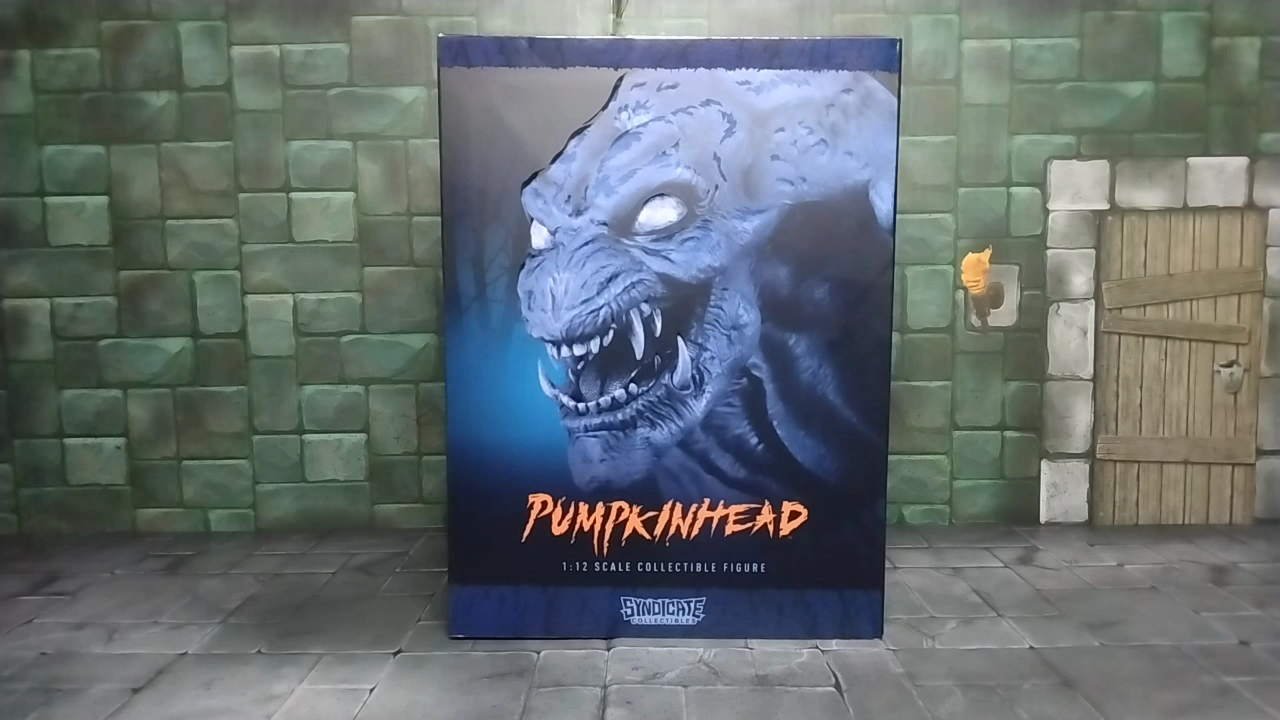 PUMPKINHEAD
1:12 SCALE COLLECTIBLE FIGURE
SYNDICATE
COLLECTIBLES